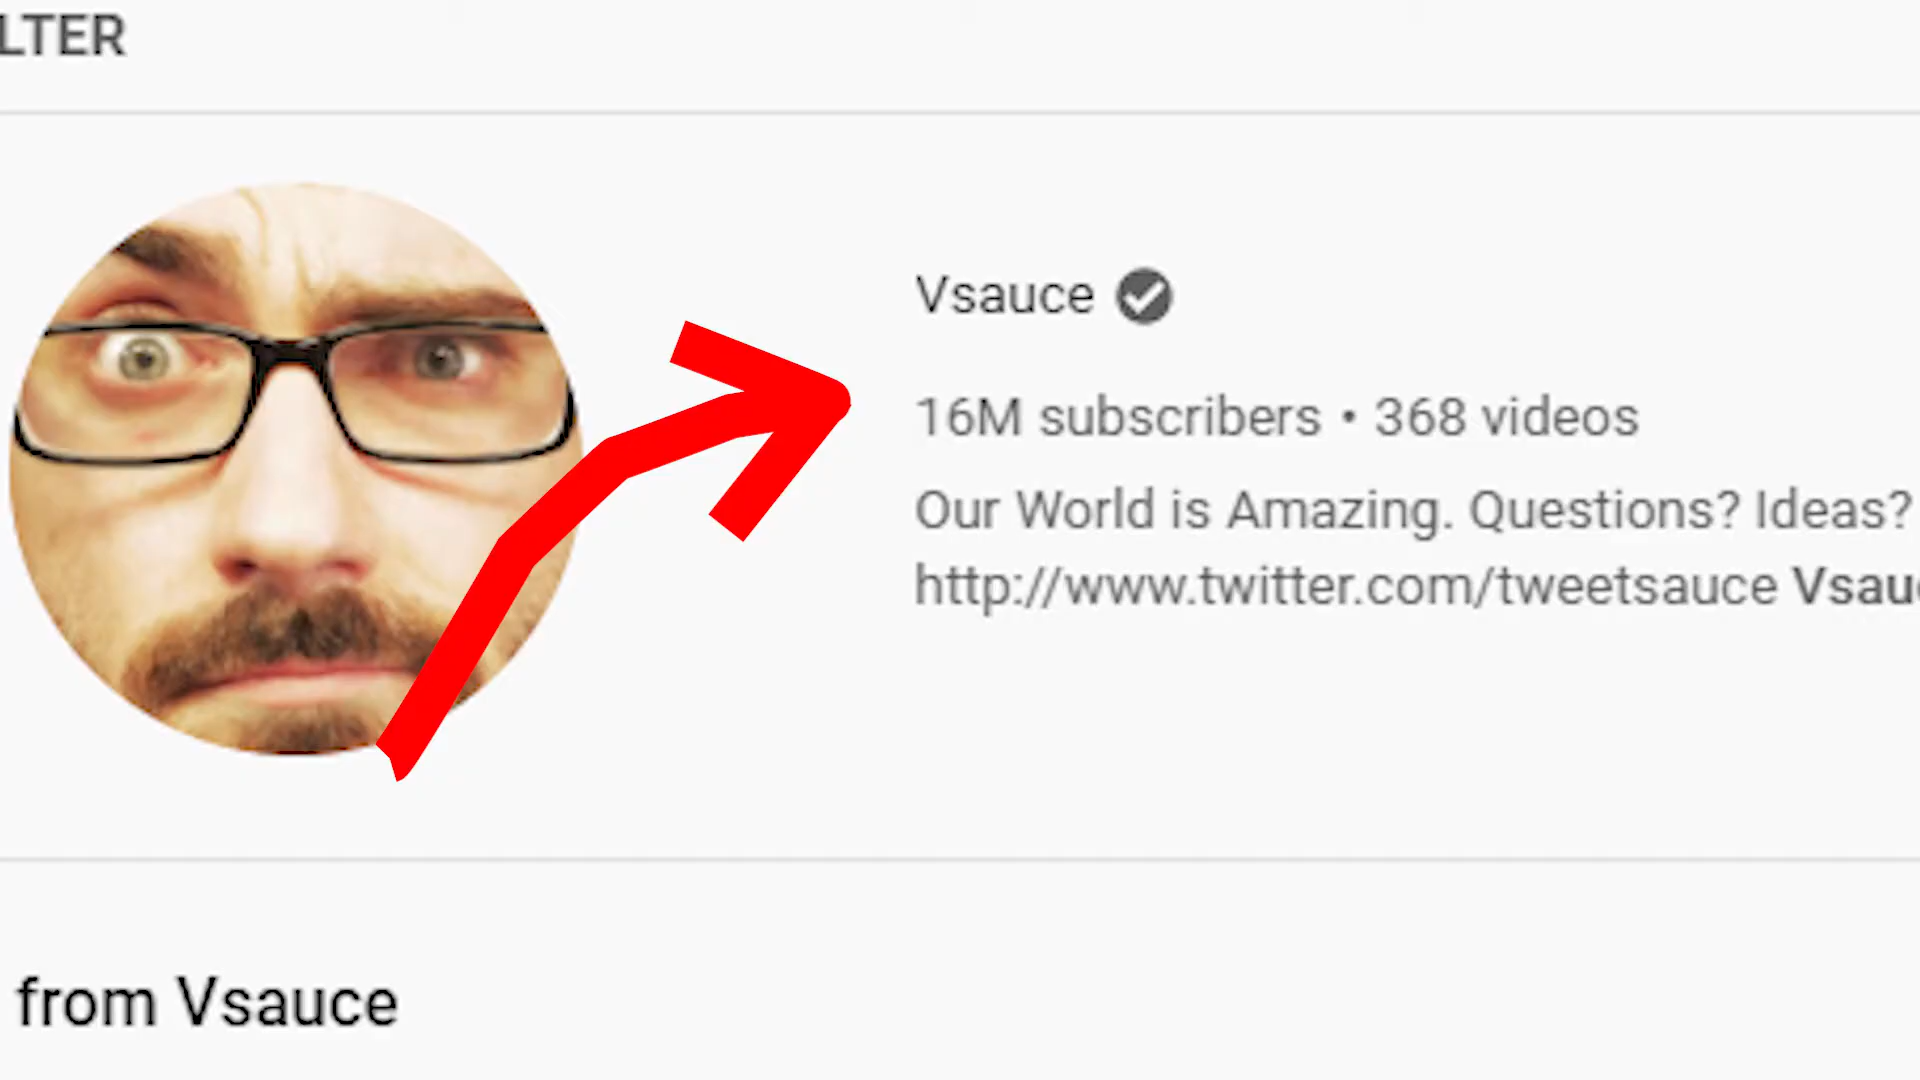 LTER
Vsauce
16M subscribers • 368 videos
Our World is Amazing. Questions? Ideas?
http://www.twitter.com/tweetsauce Vsauc
from Vsauce